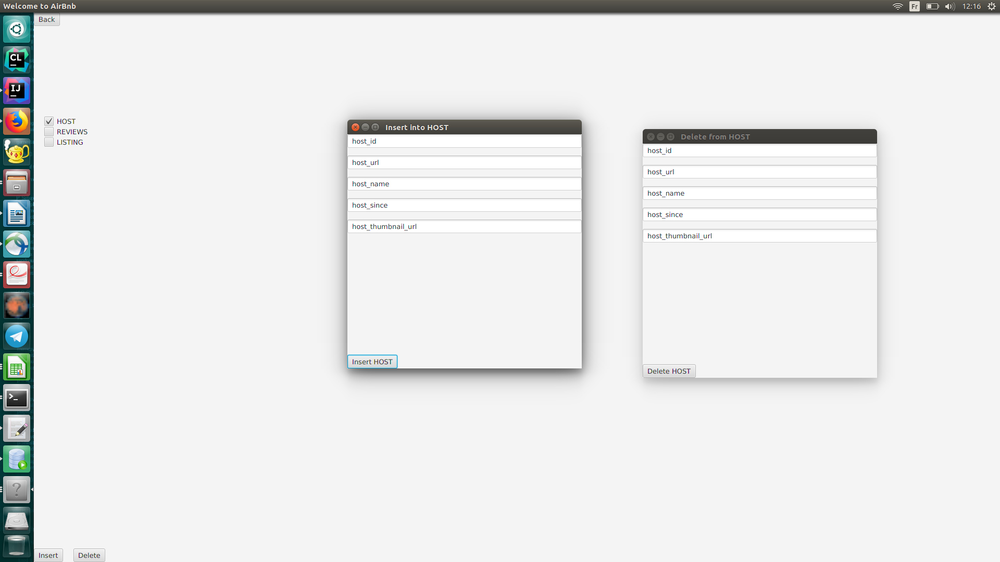 Welcome to AirBnb
Fr
12:16
Back
CL
IJ
HOST
REVIEWS
LISTING
Insert into HOST
host_id
host_url
host_name
host_since
host_thumbnail_url
Insert HOST
Delete from HOST
host_id
host_url
host_name
host_since
host_thumbnail_url
Delete HOST
Insert
Delete